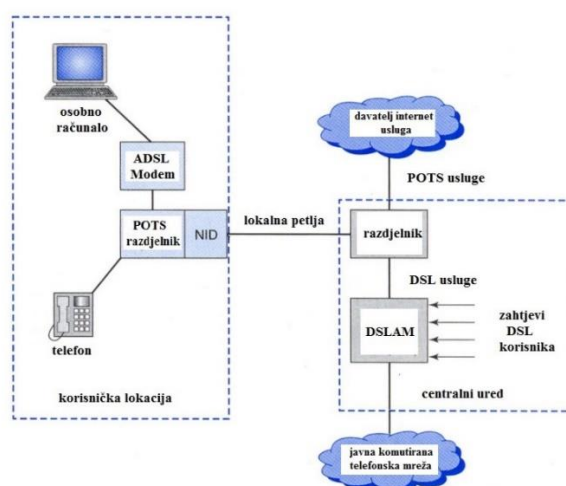 osobno
računalo
ADSL
Modem
POTS
razdjelnik
NID
telefon
korisnička lokacija
lokalna petlja
davatelj internet
usluga
POTS usluge
razdjelnik
DSL usluge
DSLAM
zahtjevi
DSL
korisnika
centralni ured
javna komutirana
telefonska mreža